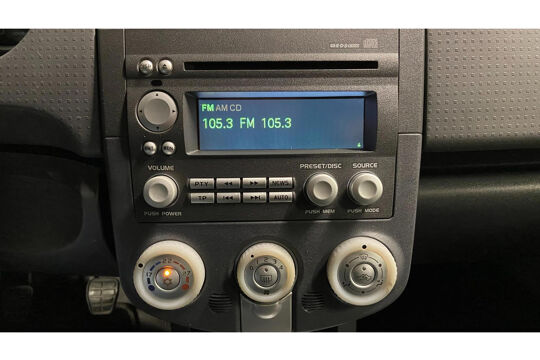 RDS
FM AM CD
105.3 FM 105.3
VOLUME
PRESET/DISC
SOURCE
PTY
NEWS
TP
AUTO
PUSH POWER
PUSH MEM
PUSH MODE